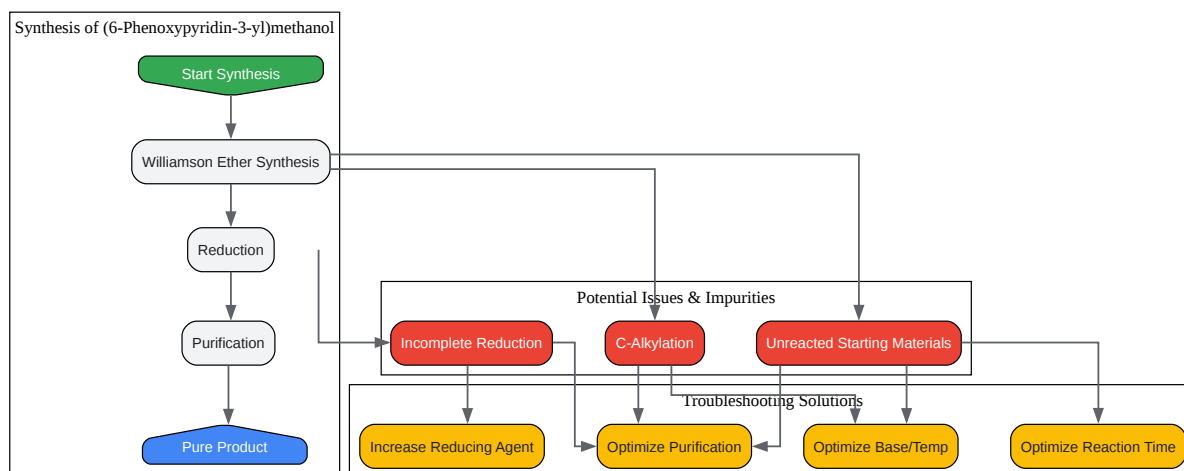 Synthesis of (6-Phenoxypyridin-3-yl)methanol
Start Synthesis
Williamson Ether Synthesis
Reduction
Purification
Pure Product
Potential Issues & Impurities
Incomplete Reduction
C-Alkylation
Unreacted Starting Materials
Troubleshooting Solutions
Increase Reducing Agent
Optimize Purification
Optimize Base/Temp
Optimize Reaction Time